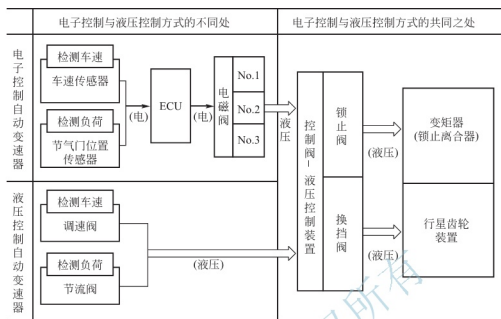 电子控制与液压控制方式的不同处
电子控制与液压控制方式的共同之处
电子控制自动变速器
检测车速
车速传感器
检测负荷
节气门位置
传感器
(电)
ECU
(电)
电磁阀
No.1
No.2
No.3
液压
控制阀-液压控制装置
锁止阀
(液压)
变矩器
(锁止离合器)
换挡阀
(液压)
行星齿轮
装置
液压控制自动变速器
检测车速
调速阀
检测负荷
节流阀
(液压)
所有